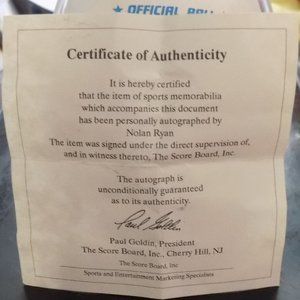 OFFICIAL BALL
Certificate of Authenticity
It is hereby certified
that the item of sports memorabilia
which accompanies this document
has been personally autographed by
Nolan Ryan
The item was signed under the direct supervision of,
and in witness thereto, The Score Board, Inc.
The autograph is
unconditionally guaranteed
as to its authenticity.
Paul Goldin
Paul Goldin, President
The Score Board, Inc., Cherry Hill, NJ
The Score Board, Inc
Sports and Entertainment Marketing Specialists